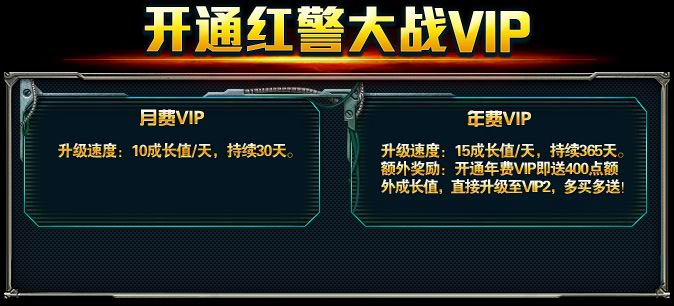 开通红警大战VIP
月费VIP
升级速度：10成长值/天，持续30天。
年费VIP
升级速度：15成长值/天，持续365天。
额外奖励：开通年费VIP即送400点额
外成长值，直接升级至VIP2，多买多送！